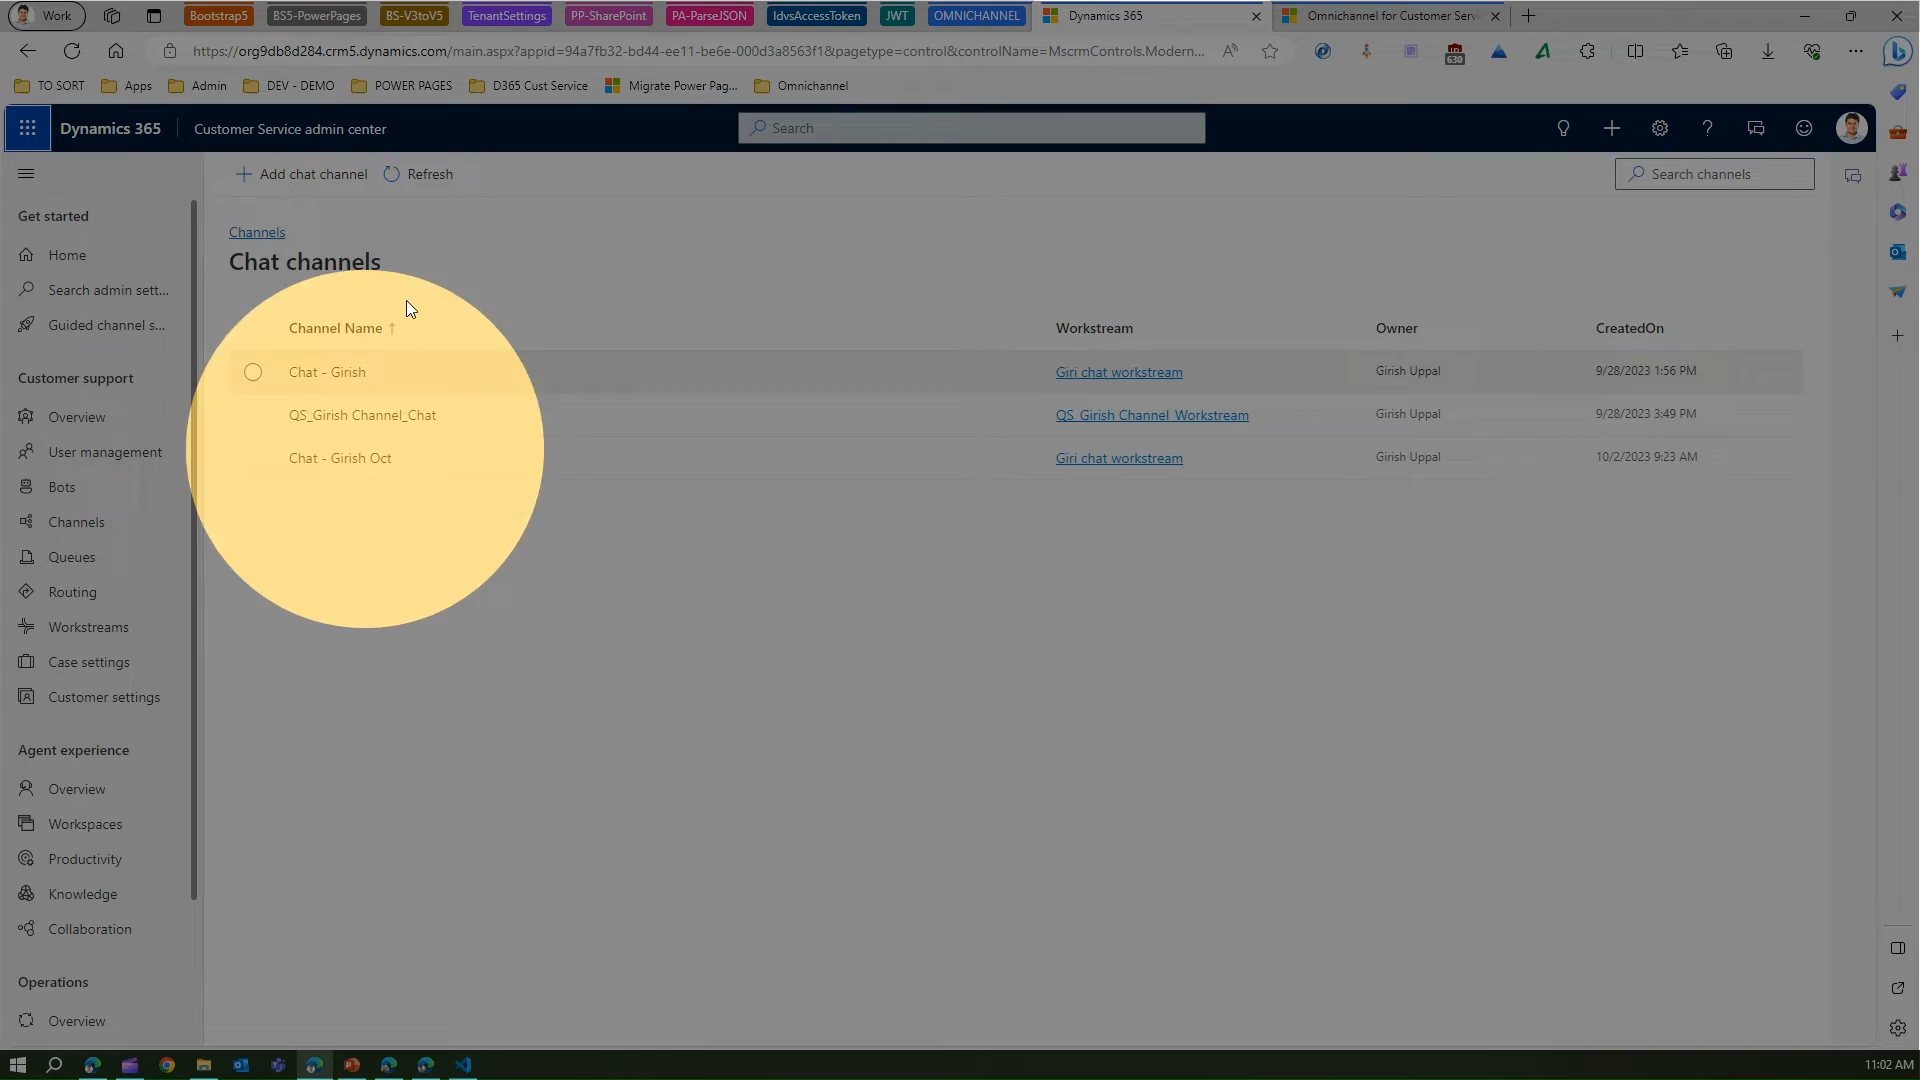 Work
Bootstrap5
BS5-PowerPages
BS-V3toV5
TenantSettings
PP-SharePoint
PA-ParseJSON
IdvsAccessToken
JWT
OMNICHANNEL
Dynamics 365
Omnichannel for Customer Servi
https://org9db8d284.crm5.dynamics.com/main.aspx?appid=94a7fb32-bd44-ee11-be6e-000d3a8563f1&pagetype=control&controlName=MscrmControls.Modern...
630
TO SORT
Apps
Admin
DEV - DEMO
POWER PAGES
D365 Cust Service
Migrate Power Pag...
Omnichannel
Dynamics 365
Customer Service admin center
Search
Add chat channel
Refresh
Search channels
Get started
Home
Search admin sett...
Guided channel s...
Customer support
Overview
User management
Bots
Channels
Queues
Routing
Workstreams
Case settings
Customer settings
Agent experience
Overview
Workspaces
Productivity
Knowledge
Collaboration
Operations
Overview
Channels
Chat channels
Channel Name ↑ Workstream Owner CreatedOn
Chat - Girish Giri chat workstream Girish Uppal 9/28/2023 1:56 PM
QS_Girish Channel_Chat QS_Girish Channel_Workstream Girish Uppal 9/28/2023 3:49 PM
Chat - Girish Oct Giri chat workstream Girish Uppal 10/2/2023 9:23 AM
11:02 AM